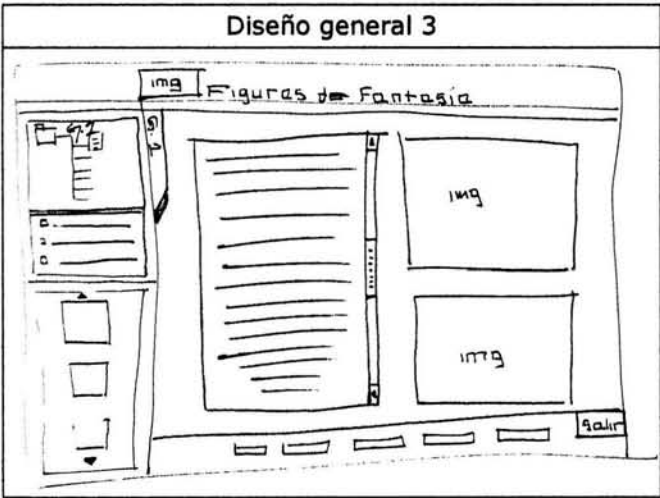 Diseño general 3
img
Figuras de Fantasía
img
img
Salir